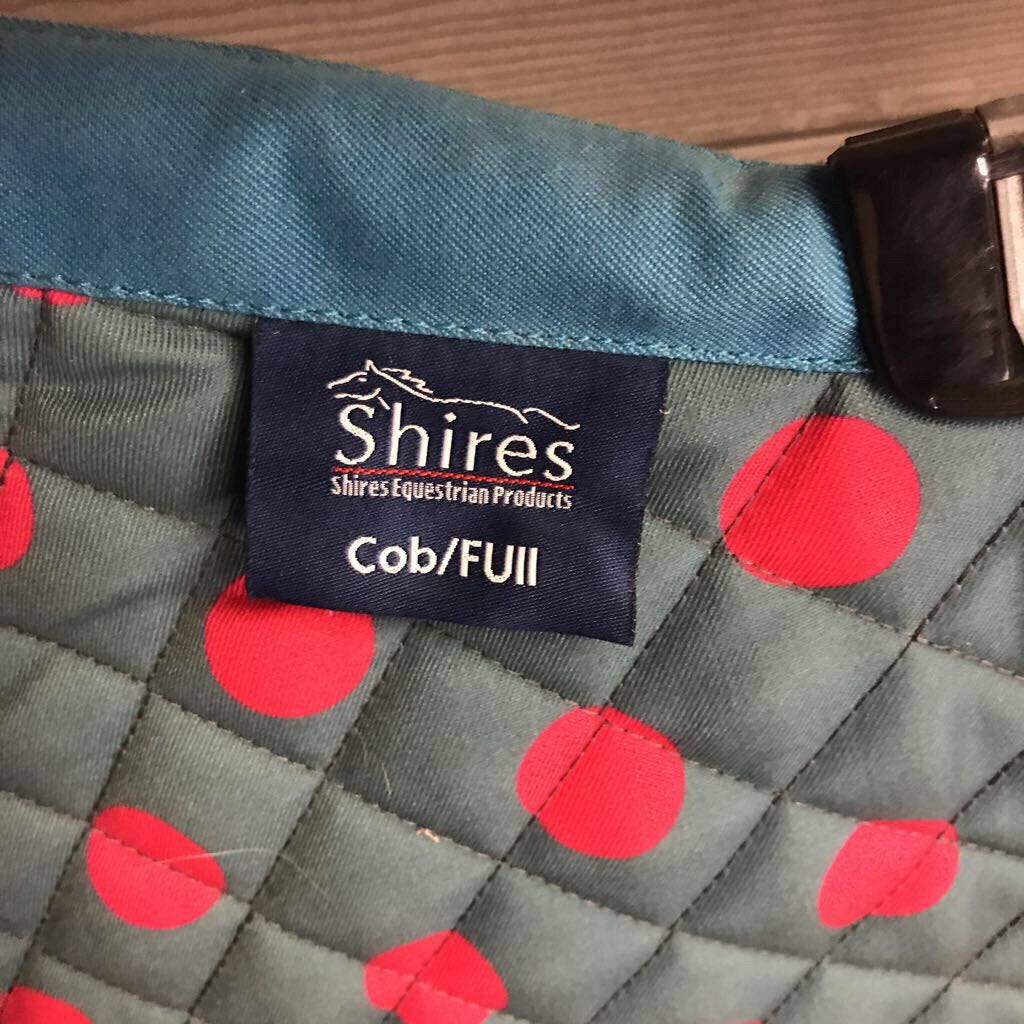 Shires
Shires Equestrian Products
Cob/FUll